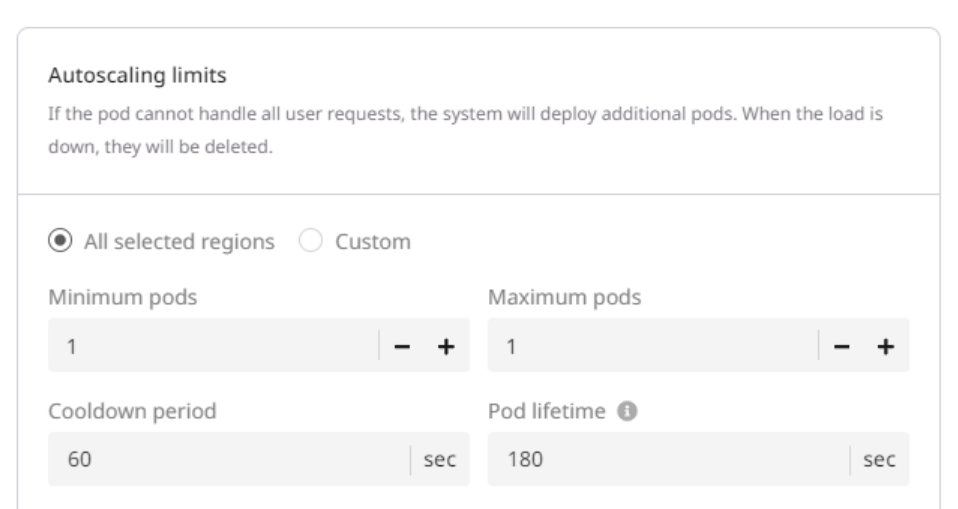 Autoscaling limits
If the pod cannot handle all user requests, the system will deploy additional pods. When the load is
down, they will be deleted.
All selected regions Custom
Minimum pods Maximum pods
1 1
Cooldown period Pod lifetime
60 sec 180 sec